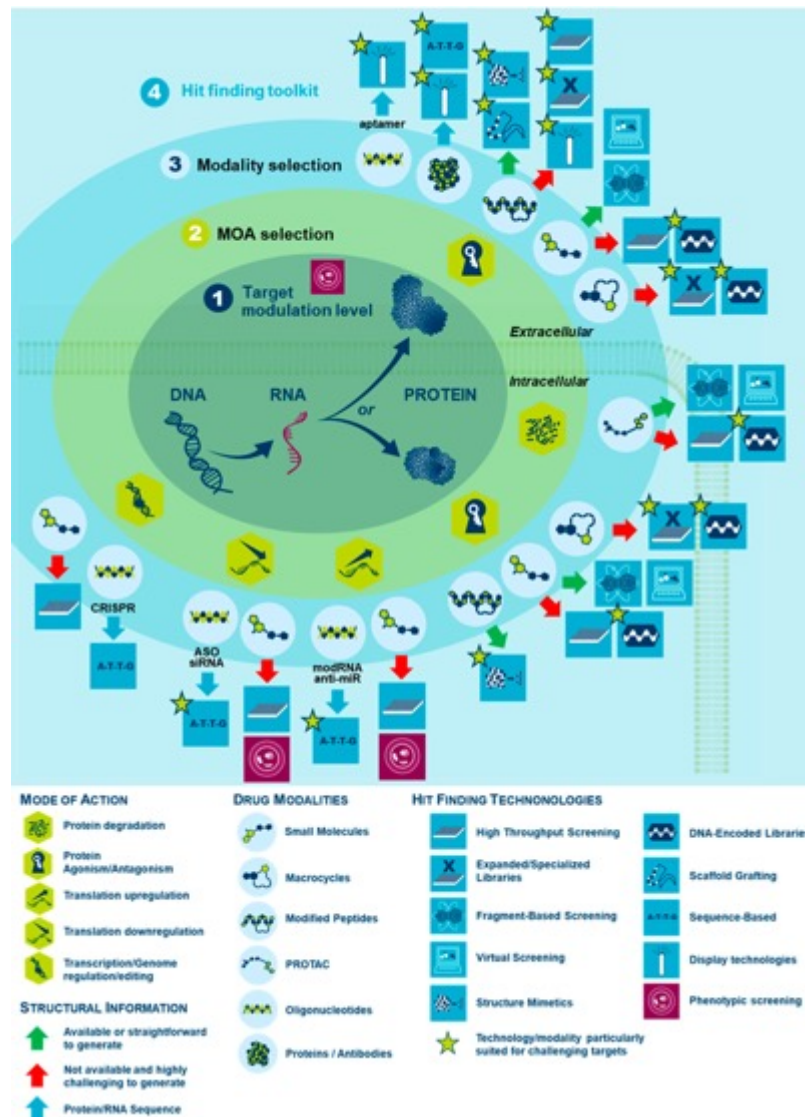 4 Hit finding toolkit
A-T-T-G
X
aptamer
3 Modality selection
2 MOA selection
X
1 Target
modulation level
Extracellular
Intracellular
DNA
RNA
or
PROTEIN
X
CRISPR
A-T-T-G
ASO
siRNA
A-T-T-G
modRNA
anti-miR
A-T-T-G
MODE OF ACTION
Protein degradation
Protein
Agonism/Antagonism
Translation upregulation
Translation downregulation
Transcription/Genome
regulation/editing
STRUCTURAL INFORMATION
Available or straightforward
to generate
Not available and highly
challenging to generate
Protein/RNA Sequence
DRUG MODALITIES
Small Molecules
Macrocycles
Modified Peptides
PROTAC
Oligonucleotides
Proteins / Antibodies
HIT FINDING TECHNONOLOGIES
High Throughput Screening
X
Expanded/Specialized
Libraries
Fragment-Based Screening
Virtual Screening
Structure Mimetics
Technology/modality particularly
suited for challenging targets
DNA-Encoded Libraries
Scaffold Grafting
A-T-T-G
Sequence-Based
Display technologies
Phenotypic screening